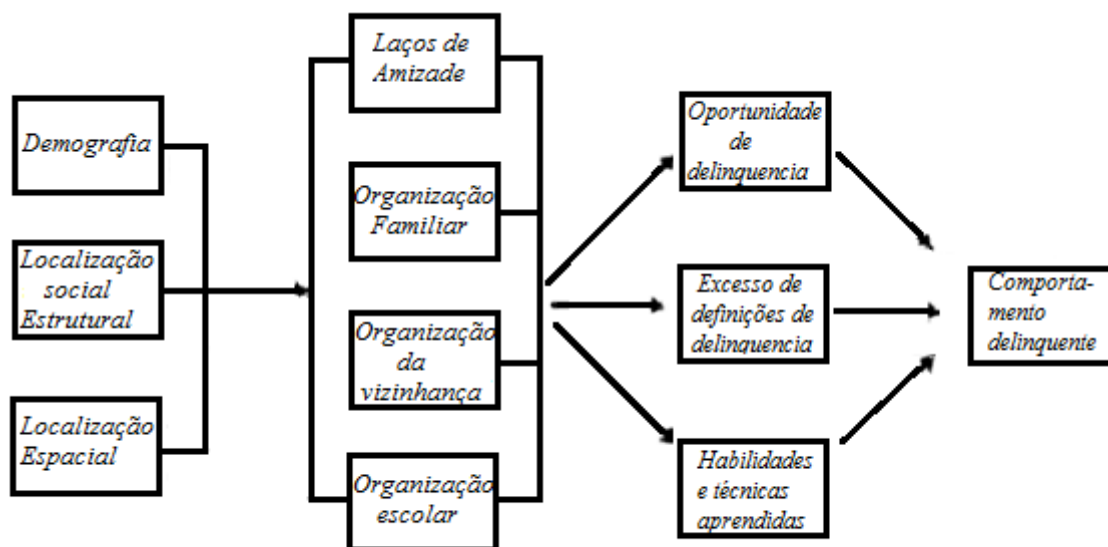 Demografia
Localização
social
Estrutural
Localização
Espacial
Laços de
Amizade
Organização
Familiar
Organização
da
vizinhança
Organização
escolar
Oportunidade
de
delinquencia
Excesso de
definições de
delinquencia
Habilidades
e técnicas
aprendidas
Comporta-
mento
delinquente